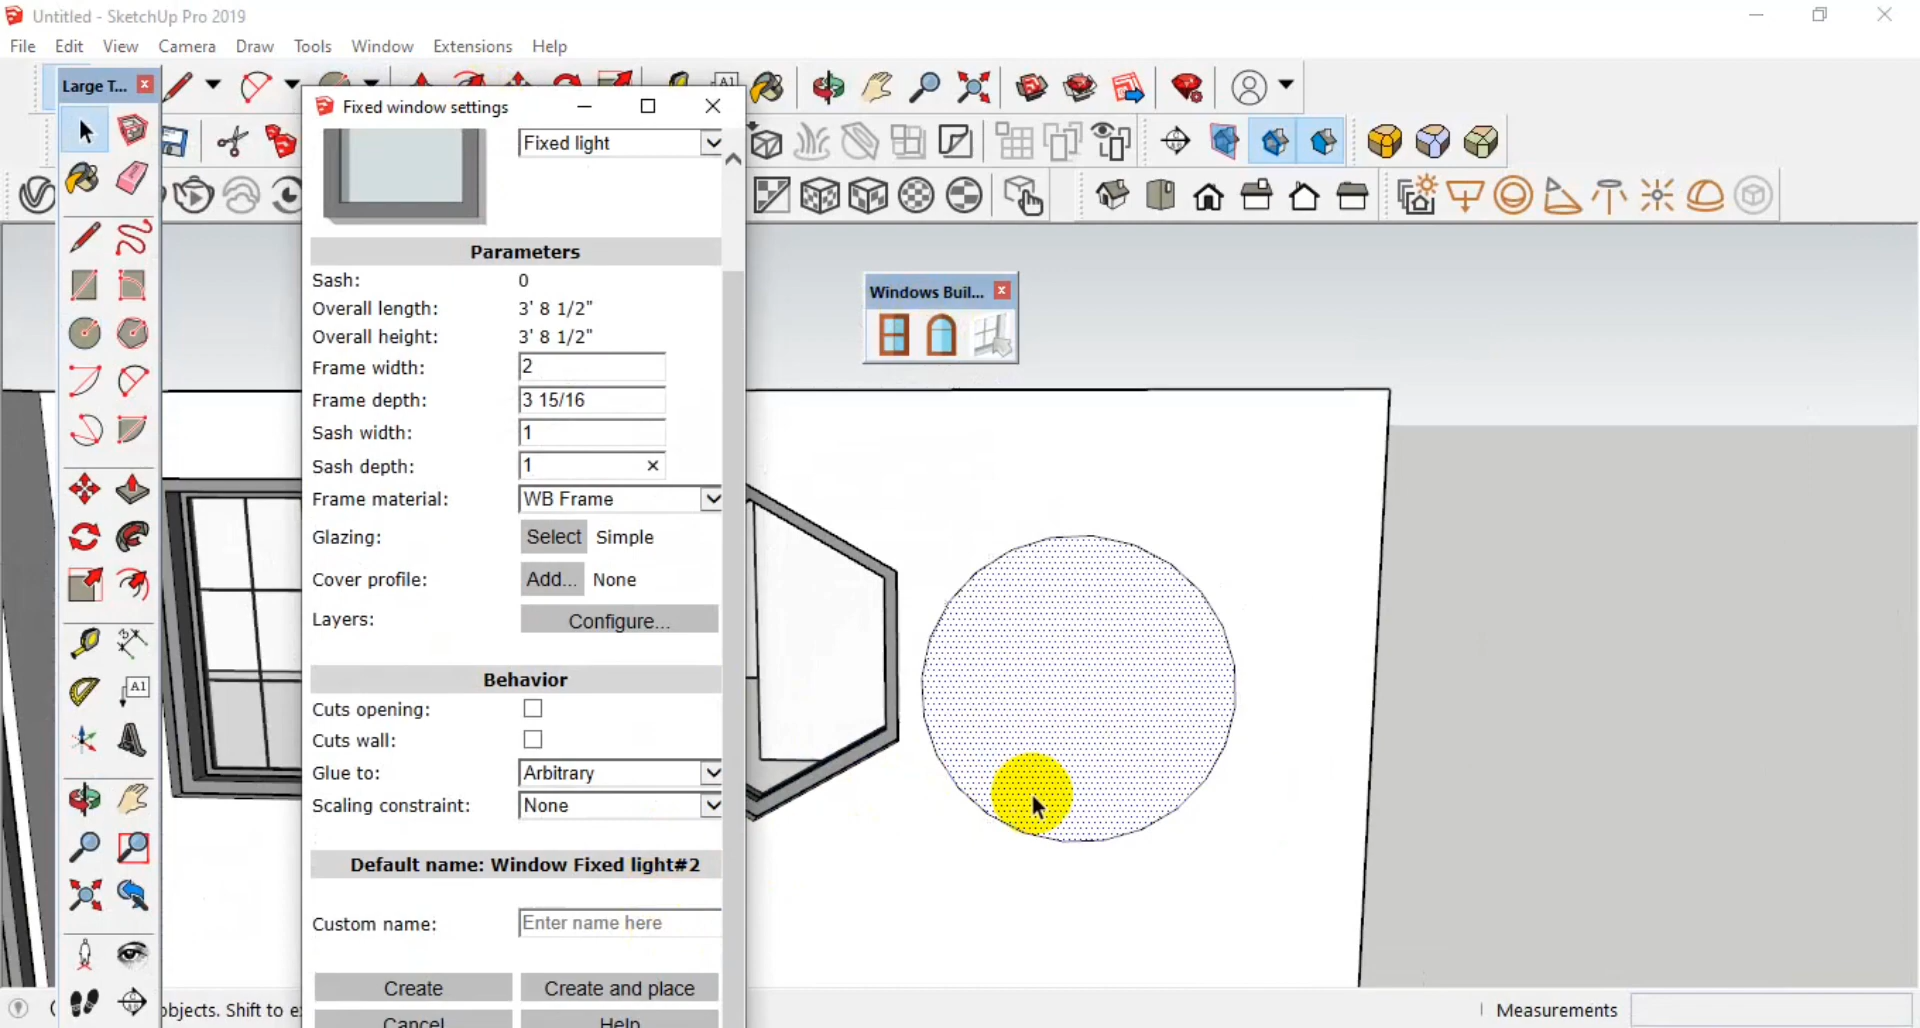 Untitled - SketchUp Pro 2019
File Edit View Camera Draw Tools Window Extensions Help
Large T...
Fixed window settings
Fixed light
Parameters
Sash: 0
Overall length: 3' 8 1/2"
Overall height: 3' 8 1/2"
Frame width: 2
Frame depth: 3 15/16
Sash width: 1
Sash depth: 1
Frame material: WB Frame
Glazing: Select Simple
Cover profile: Add... None
Layers: Configure...
Behavior
Cuts opening:
Cuts wall:
Glue to: Arbitrary
Scaling constraint: None
Default name: Window Fixed light#2
Custom name: Enter name here
Create Create and place
Cancel Help
Windows Buil...
A1
objects. Shift to e
Measurements